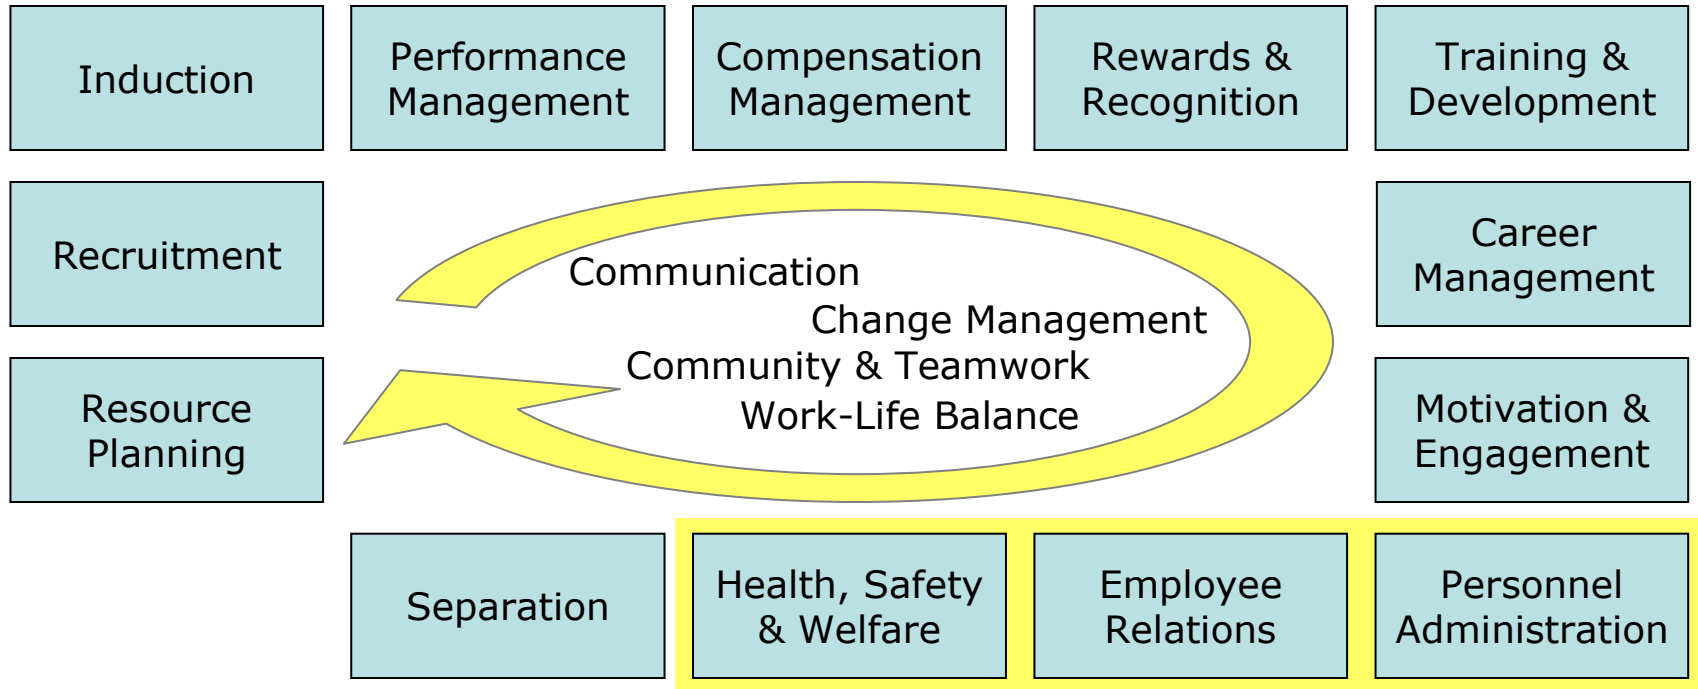 Induction
Performance
Management
Compensation
Management
Rewards &
Recognition
Training &
Development
Recruitment
Career
Management
Communication
Change Management
Community & Teamwork
Work-Life Balance
Resource
Planning
Motivation &
Engagement
Separation
Health, Safety
& Welfare
Employee
Relations
Personnel
Administration